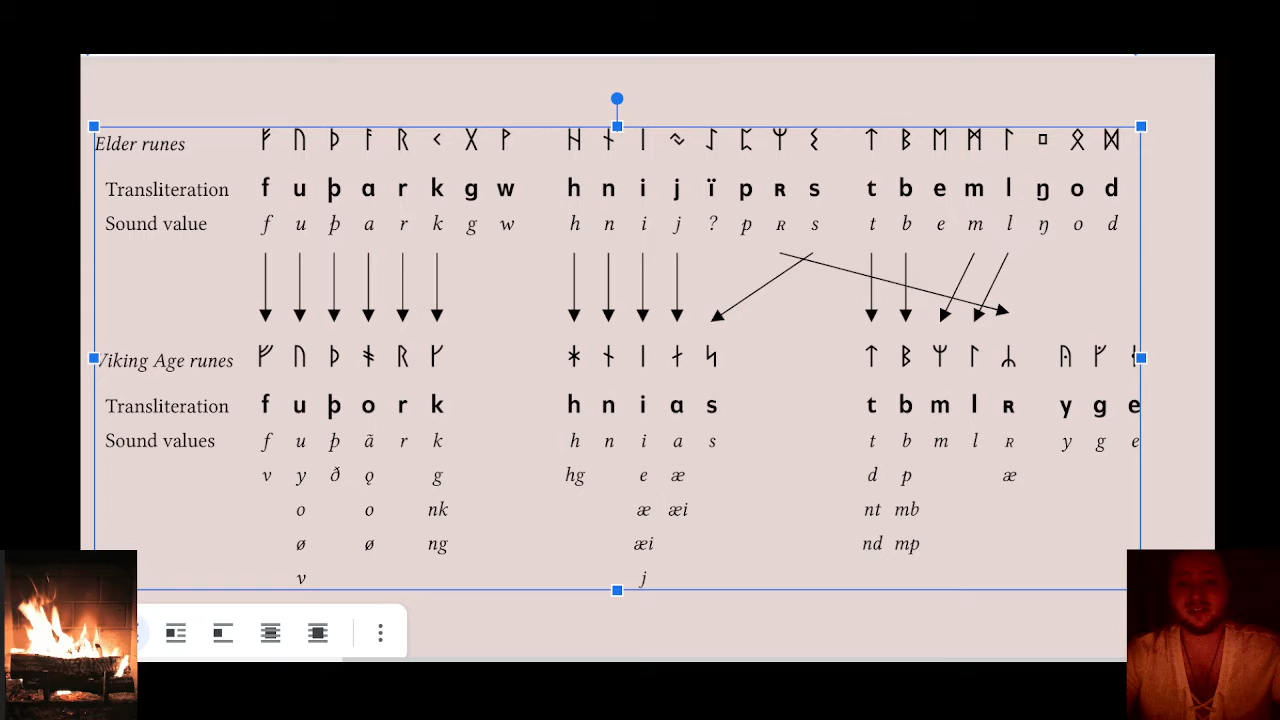 Elder runes ᚠ ᚢ ᚦ ᚨ ᚱ ᚲ ᚷ ᚹ ᚺ ᚾ ᛁ ᛃ ᛇ ᛈ ᛉ ᛊ ᛏ ᛒ ᛖ ᛗ ᛚ ᛜ ᛟ ᛞ
Transliteration f u þ a r k g w h n i j ï p ʀ s t b e m l ŋ o d
Sound value f u þ a r k g w h n i j ? p ʀ s t b e m l ŋ o d
Viking Age runes ᚠ ᚢ ᚦ ᚬ ᚱ ᚴ ᚼ ᚾ ᛁ ᛅ ᛋ ᛏ ᛒ ᛘ ᛚ ᛦ ᚤ ᚵ ᛂ
Transliteration f u þ o r k h n i a s t b m l ʀ y g e
Sound values f u þ ã r k h n i a s t b m l ʀ y g e
v y ð ǫ g hg e æ d p æ
o o nk æ æi nt mb
ø ø ng æi nd mp
v j